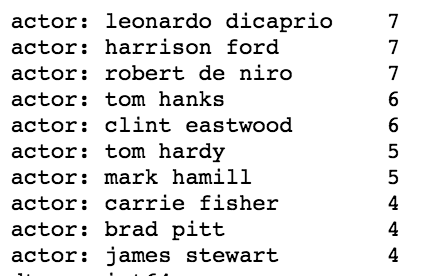 actor: leonardo dicaprio 7
actor: harrison ford 7
actor: robert de niro 7
actor: tom hanks 6
actor: clint eastwood 6
actor: tom hardy 5
actor: mark hamill 5
actor: carrie fisher 4
actor: brad pitt 4
actor: james stewart 4